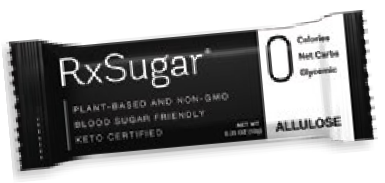 RxSugar®
PLANT-BASED AND NON-GMO
BLOOD SUGAR FRIENDLY
KETO CERTIFIED
0
Calories
Net Carbs
Glycemic
NET WT
ALLULOSE